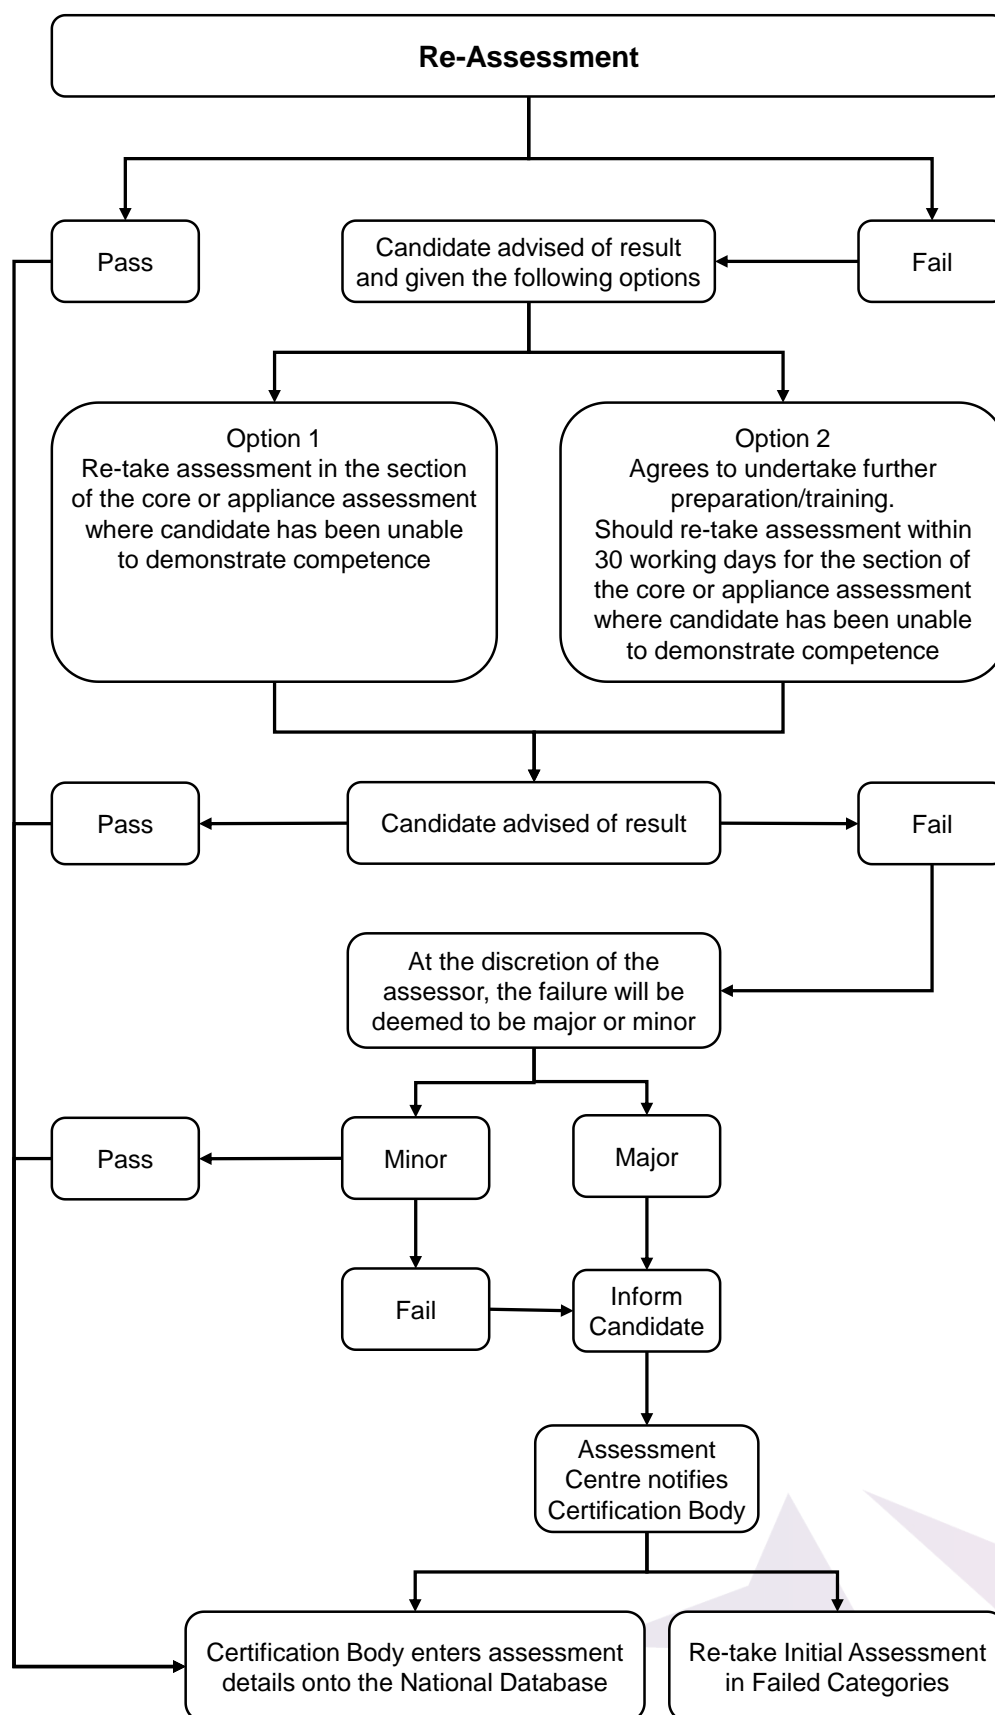 Re-Assessment
Pass
Candidate advised of result
and given the following options
Fail
Option 1
Re-take assessment in the section
of the core or appliance assessment
where candidate has been unable
to demonstrate competence
Option 2
Agrees to undertake further
preparation/training.
Should re-take assessment within
30 working days for the section of
the core or appliance assessment
where candidate has been unable
to demonstrate competence
Pass
Candidate advised of result
Fail
At the discretion of the
assessor, the failure will be
deemed to be major or minor
Pass
Minor
Major
Fail
Inform
Candidate
Assessment
Centre notifies
Certification Body
Certification Body enters assessment
details onto the National Database
Re-take Initial Assessment
in Failed Categories